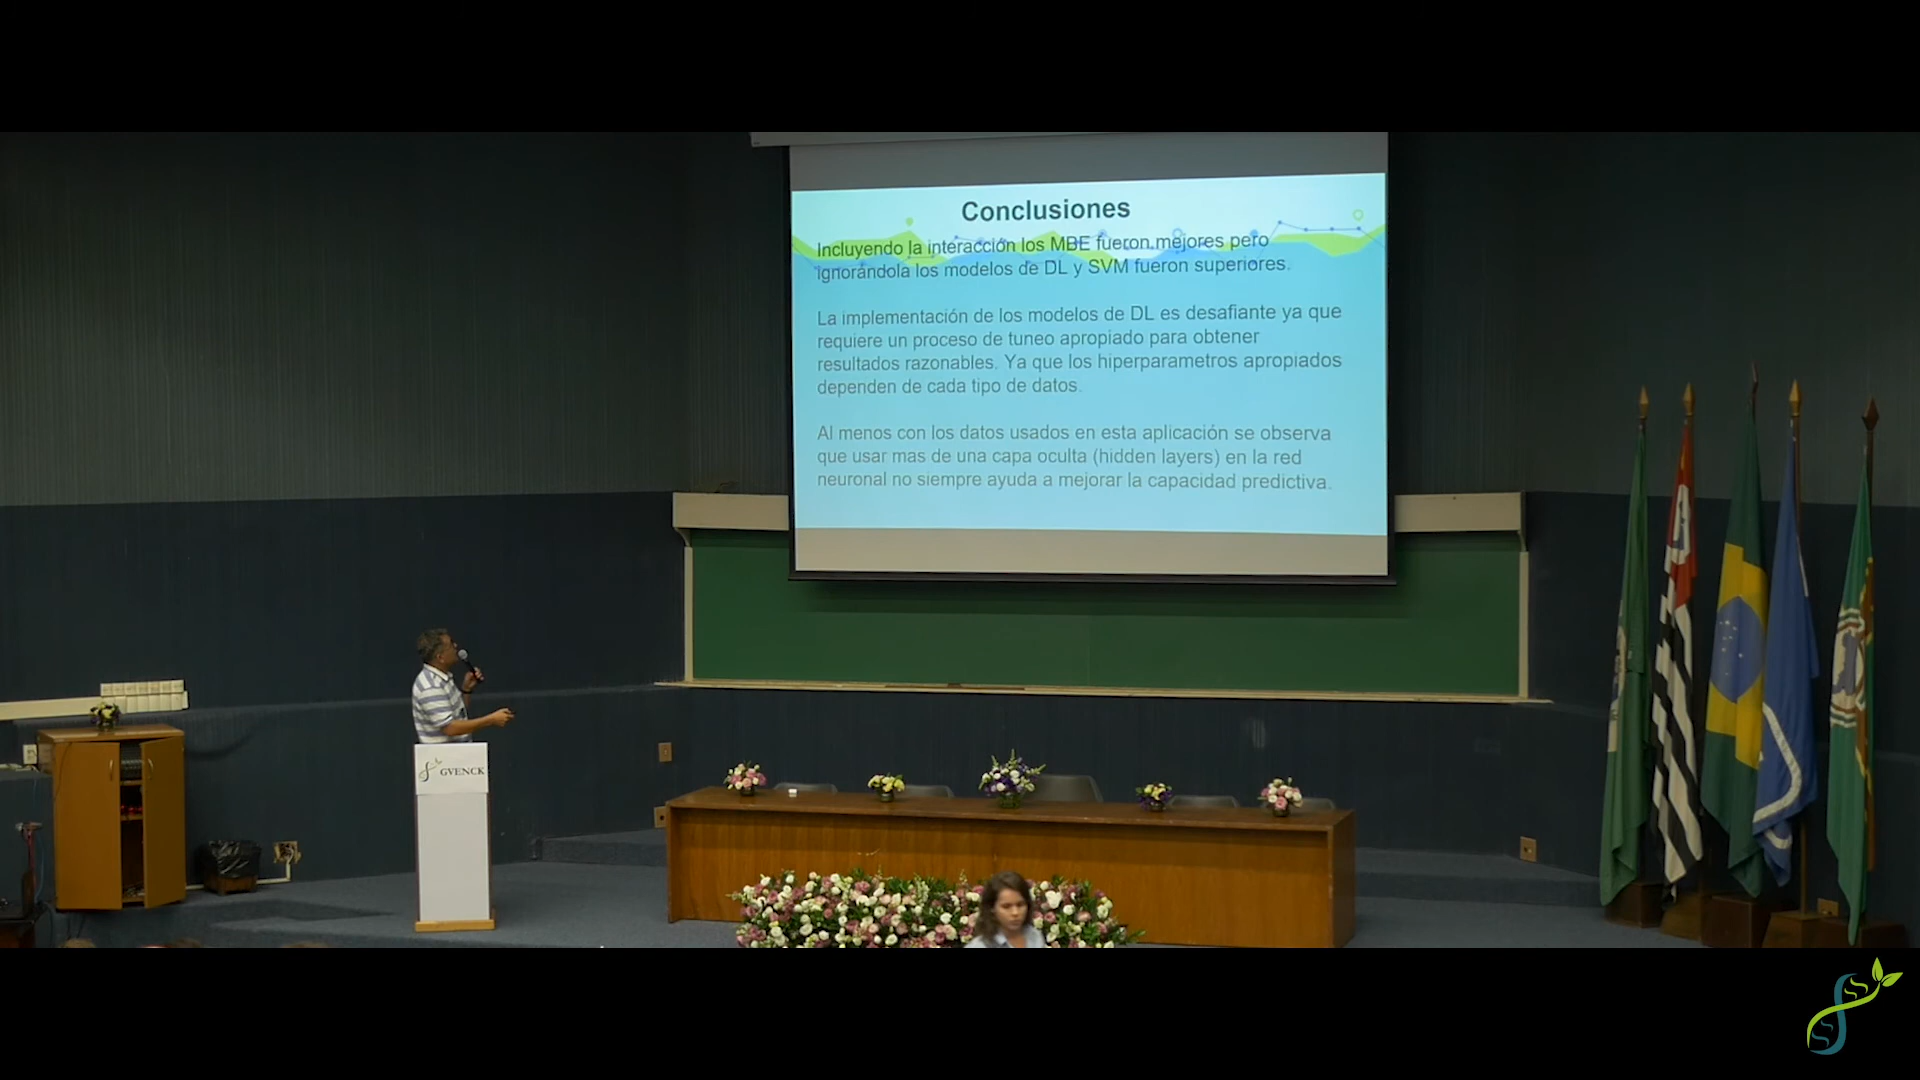 Conclusiones
Incluyendo la interacción los MBE fueron mejores pero
ignorándola los modelos de DL y SVM fueron superiores.
La implementación de los modelos de DL es desafiante ya que
requiere un proceso de tuneo apropiado para obtener
resultados razonables. Ya que los hiperparametros apropiados
dependen de cada tipo de datos.
Al menos con los datos usados en esta aplicación se observa
que usar mas de una capa oculta (hidden layers) en la red
neuronal no siempre ayuda a mejorar la capacidad predictiva.
GVENCK